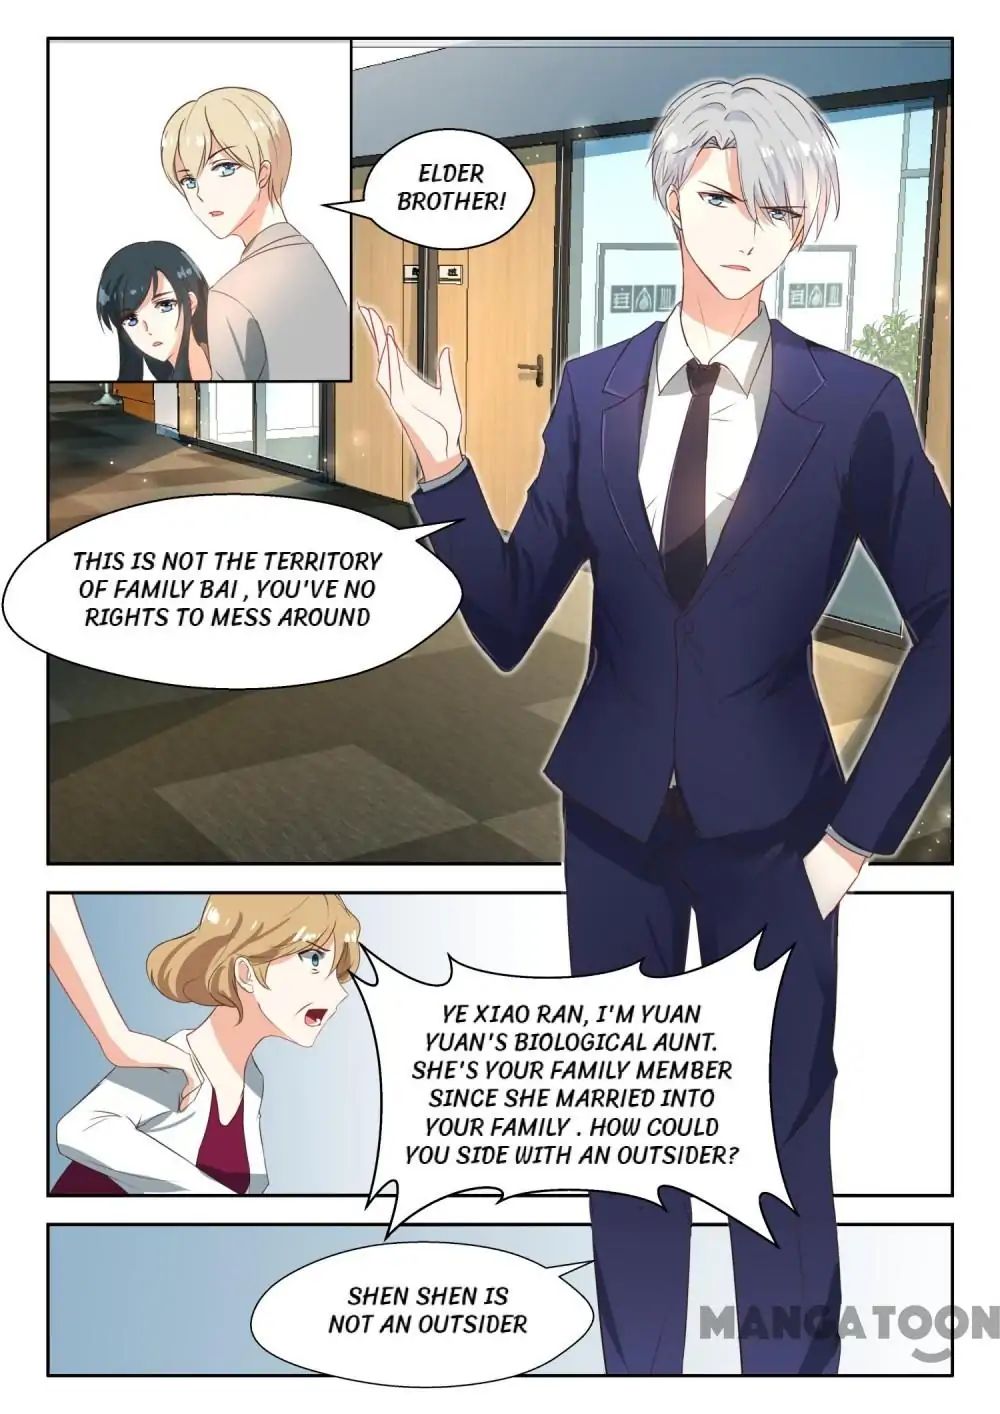 ELDER
BROTHER!
THIS IS NOT THE TERRITORY
OF FAMILY BAI , YOU'VE NO
RIGHTS TO MESS AROUND
YE XIAO RAN, I'M YUAN
YUAN'S BIOLOGICAL AUNT.
SHE'S YOUR FAMILY MEMBER
SINCE SHE MARRIED INTO
YOUR FAMILY . HOW COULD
YOU SIDE WITH AN OUTSIDER?
SHEN SHEN IS
NOT AN OUTSIDER
MANGATOON